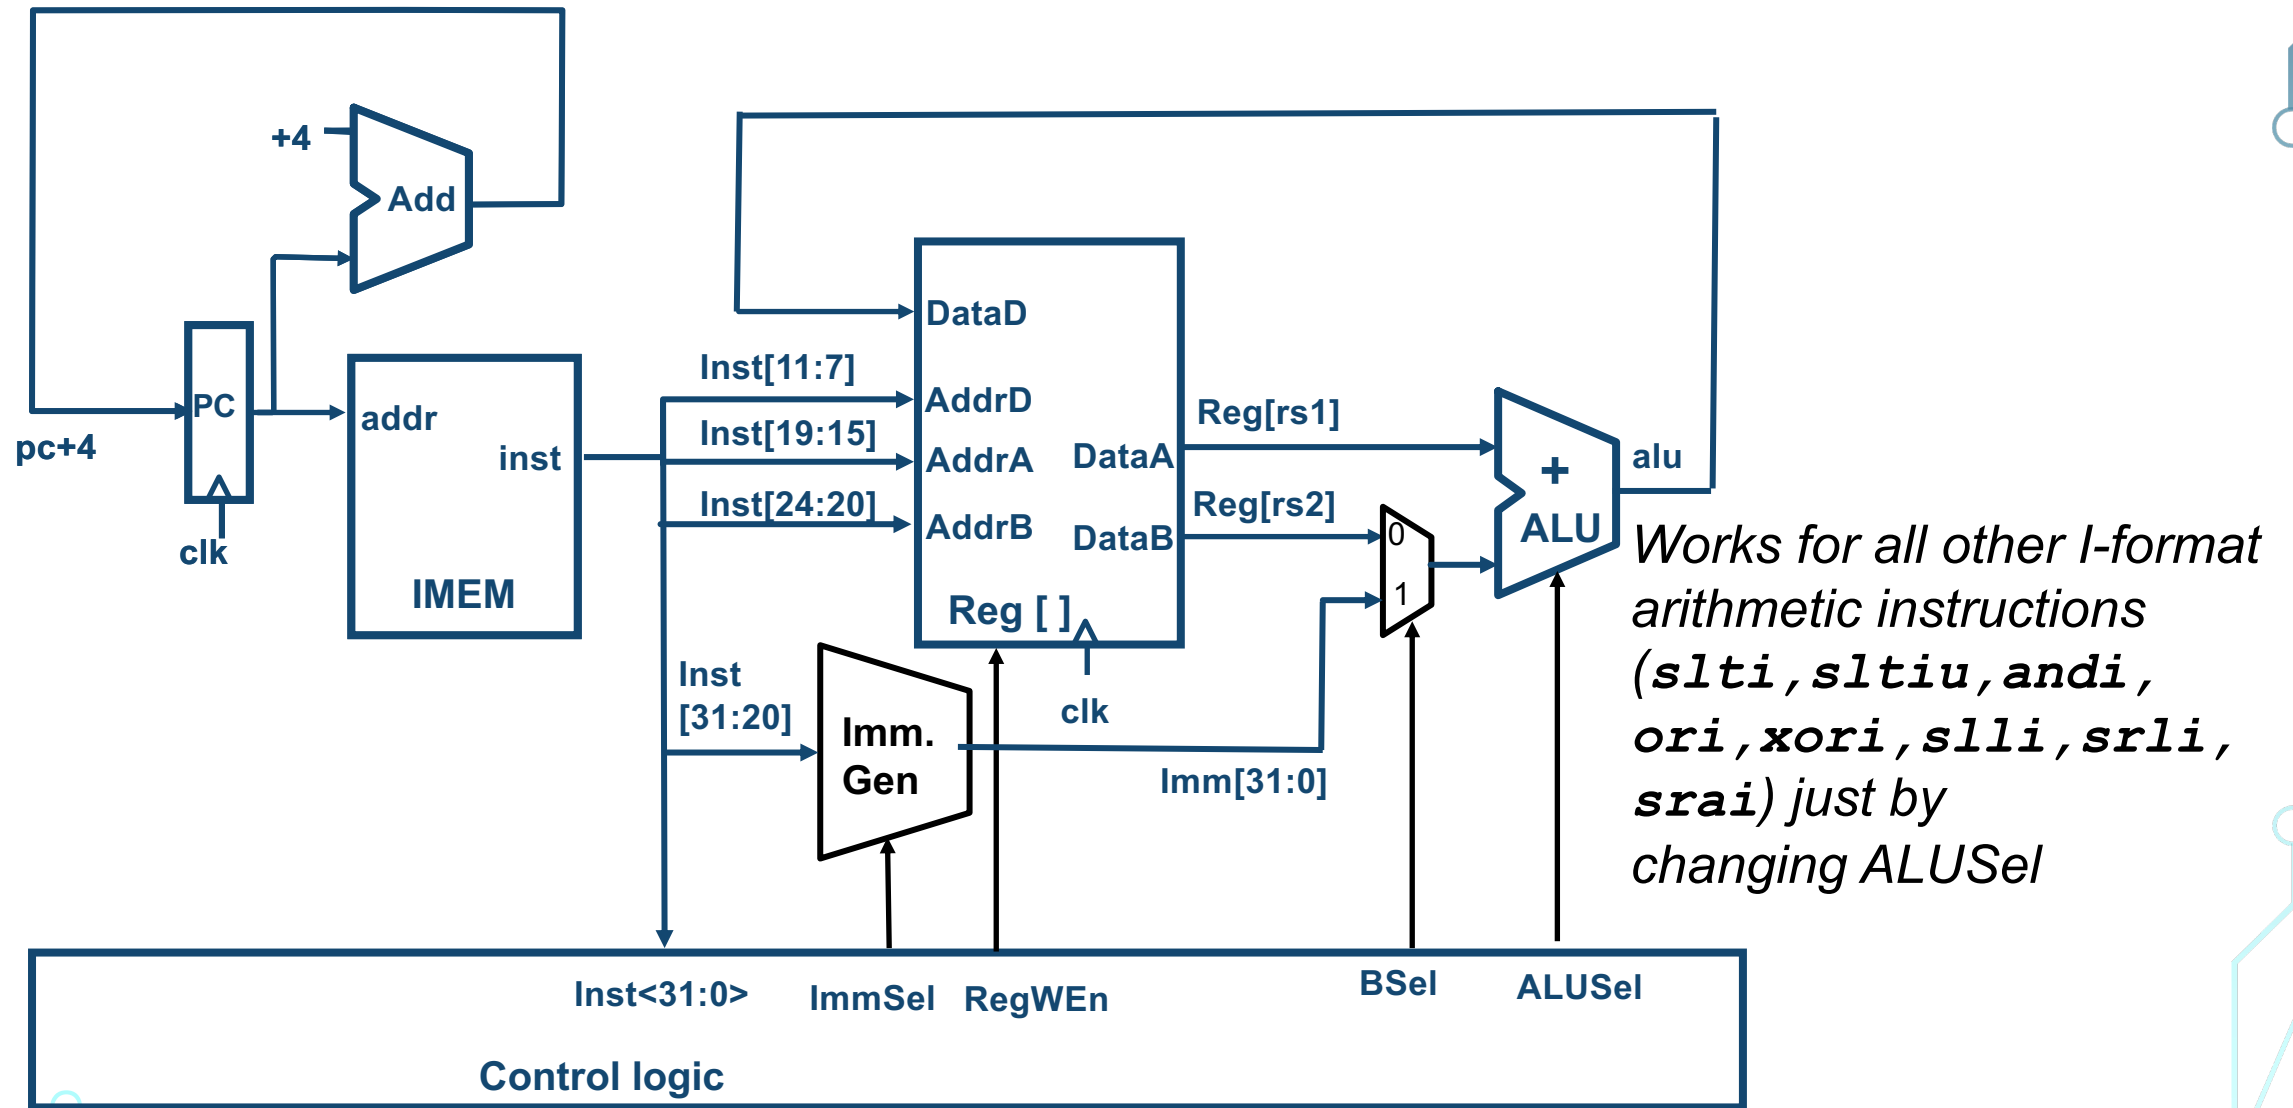 +4
Add
DataD
Inst[11:7]
AddrD
PC
addr
Reg[rs1]
Inst[19:15]
pc+4
inst
AddrA
DataA
+
alu
Inst[24:20]
Reg[rs2]
AddrB
DataB
0
ALU
clk
IMEM
Reg [ ]
1
Works for all other I-format
arithmetic instructions
(slti,sltiu,andi,
ori,xori,slli,srli,
srai) just by
changing ALUSel
Inst
[31:20]
clk
Imm.
Gen
Imm[31:0]
Inst<31:0>
ImmSel
RegWEn
BSel
ALUSel
Control logic